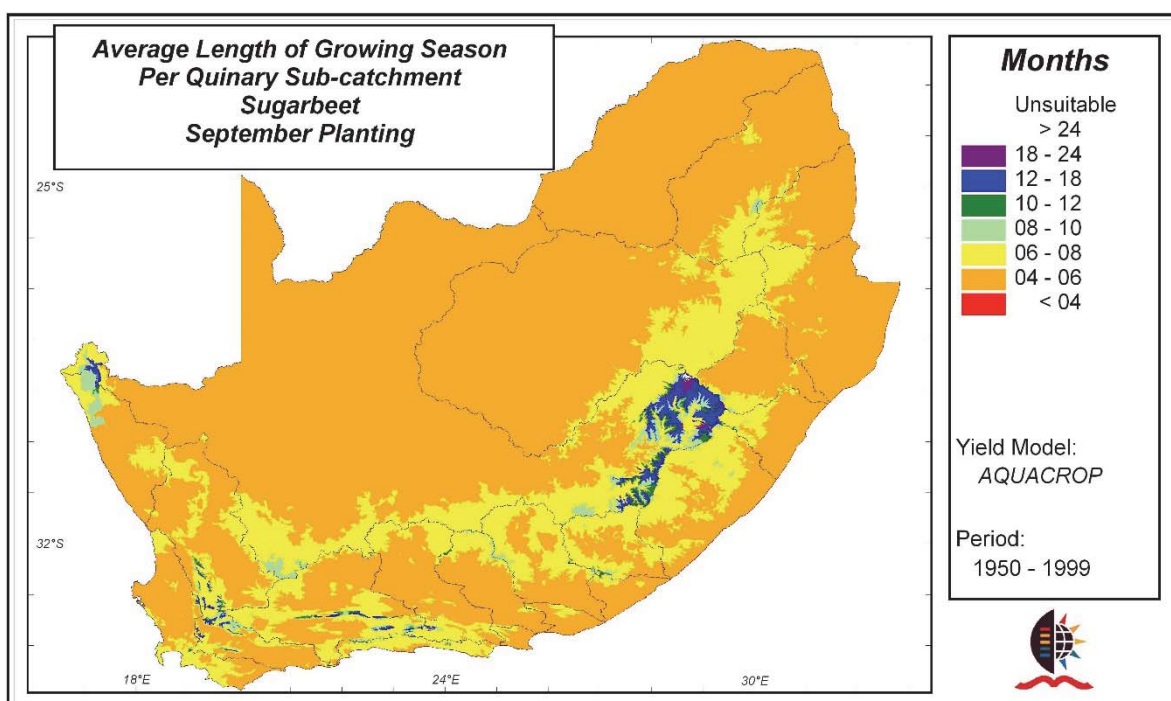 Average Length of Growing Season
Per Quinary Sub-catchment
Sugarbeet
September Planting
Months
Unsuitable
> 24
18 - 24
12 - 18
10 - 12
08 - 10
06 - 08
04 - 06
< 04
Yield Model:
AQUACROP
Period:
1950 - 1999
25°S
32°S
18°E
24°E
30°E